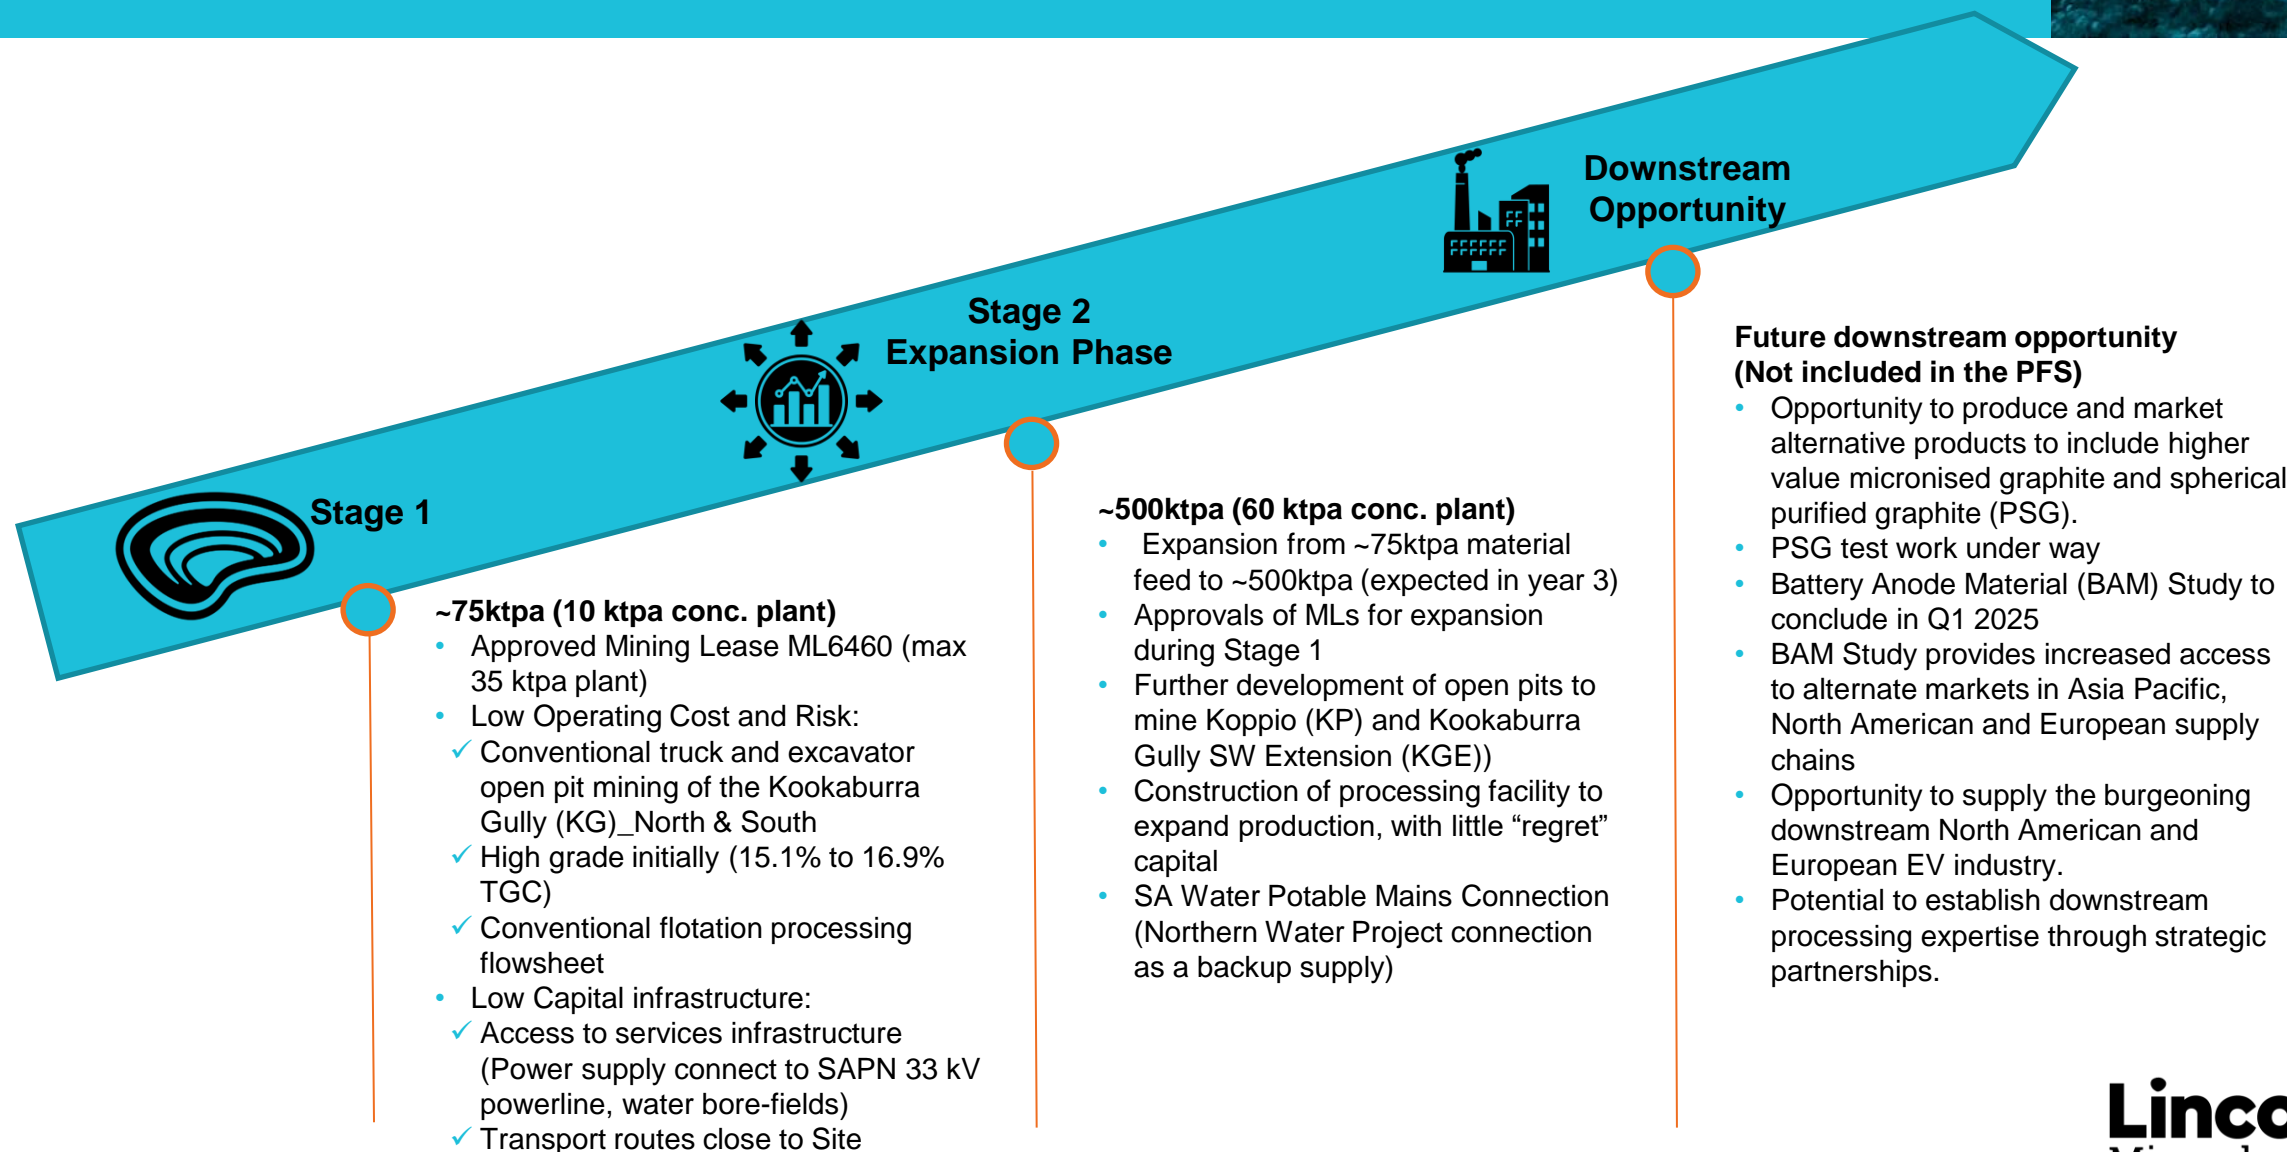 Stage 1
~75ktpa (10 ktpa conc. plant)
• Approved Mining Lease ML6460 (max
35 ktpa plant)
• Low Operating Cost and Risk:
✓ Conventional truck and excavator
open pit mining of the Kookaburra
Gully (KG)_North & South
✓ High grade initially (15.1% to 16.9%
TGC)
✓ Conventional flotation processing
flowsheet
• Low Capital infrastructure:
✓ Access to services infrastructure
(Power supply connect to SAPN 33 kV
powerline, water bore-fields)
✓ Transport routes close to Site
Stage 2
Expansion Phase
~500ktpa (60 ktpa conc. plant)
• Expansion from ~75ktpa material
feed to ~500ktpa (expected in year 3)
• Approvals of MLs for expansion
during Stage 1
• Further development of open pits to
mine Koppio (KP) and Kookaburra
Gully SW Extension (KGE))
• Construction of processing facility to
expand production, with little “regret”
capital
• SA Water Potable Mains Connection
(Northern Water Project connection
as a backup supply)
Downstream
Opportunity
Future downstream opportunity
(Not included in the PFS)
• Opportunity to produce and market
alternative products to include higher
value micronised graphite and spherical
purified graphite (PSG).
• PSG test work under way
• Battery Anode Material (BAM) Study to
conclude in Q1 2025
• BAM Study provides increased access
to alternate markets in Asia Pacific,
North American and European supply
chains
• Opportunity to supply the burgeoning
downstream North American and
European EV industry.
• Potential to establish downstream
processing expertise through strategic
partnerships.